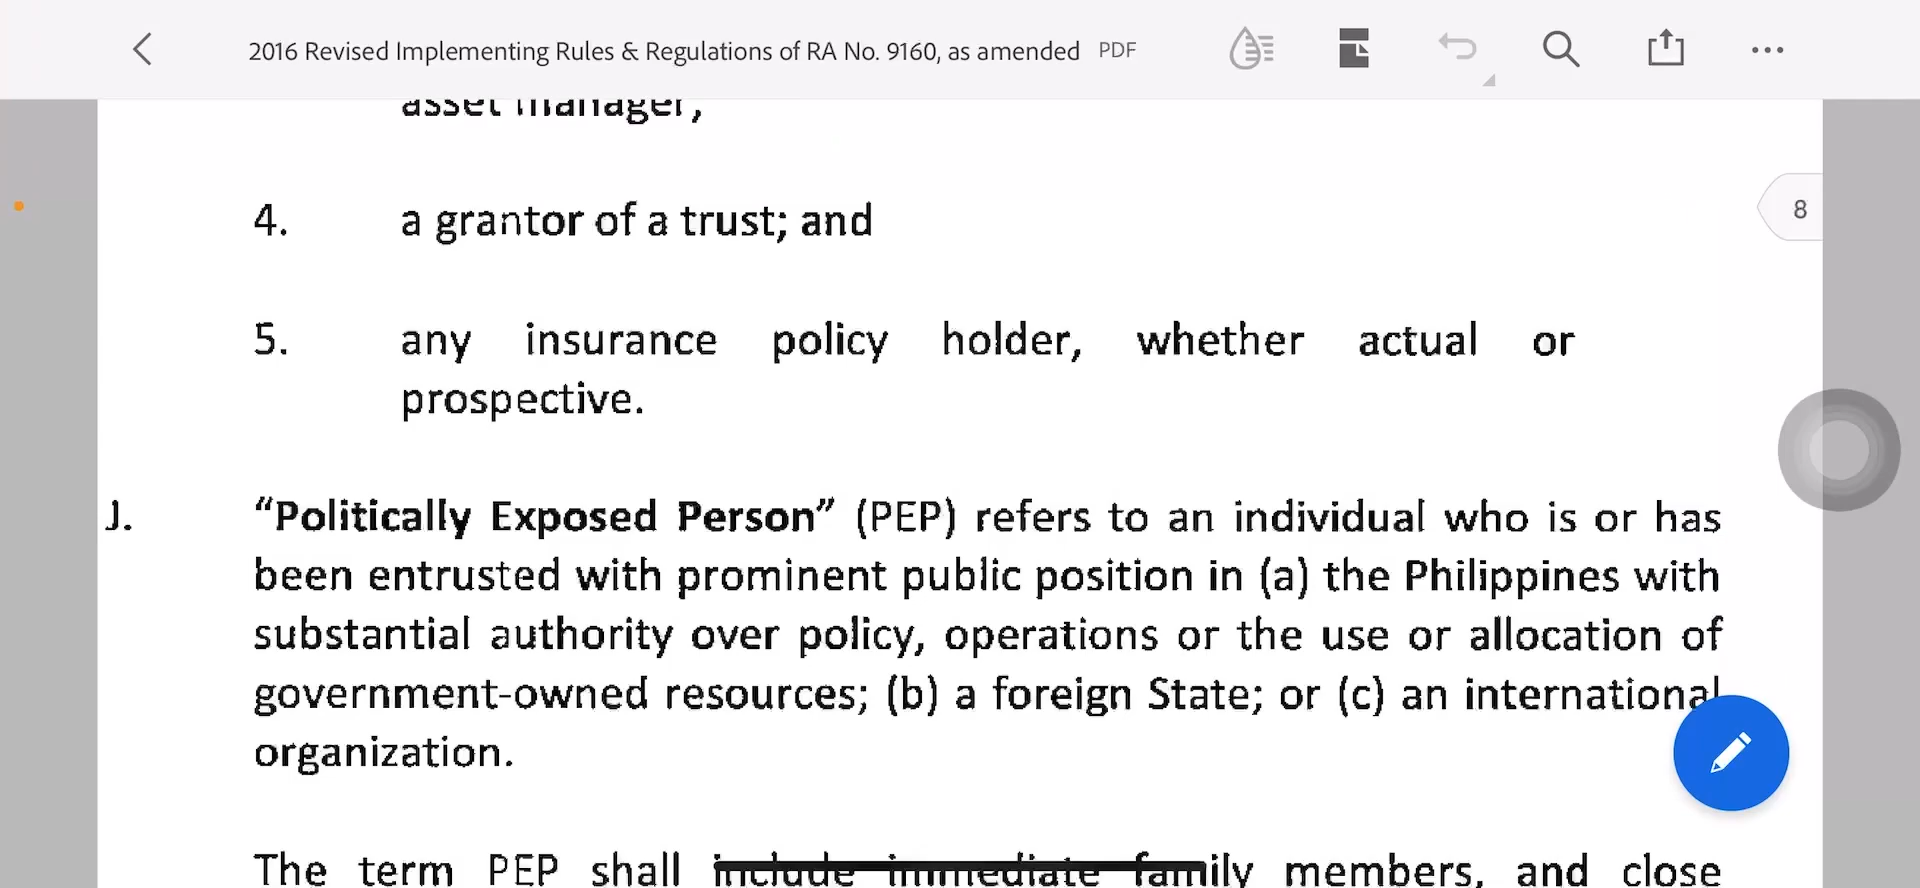 2016 Revised Implementing Rules & Regulations of RA No. 9160, as amended PDF
asset manager;
4. a grantor of a trust; and
8
5. any insurance policy holder, whether actual or
prospective.
J. “Politically Exposed Person” (PEP) refers to an individual who is or has
been entrusted with prominent public position in (a) the Philippines with
substantial authority over policy, operations or the use or allocation of
government-owned resources; (b) a foreign State; or (c) an international
organization.
The term PEP shall include immediate family members, and close